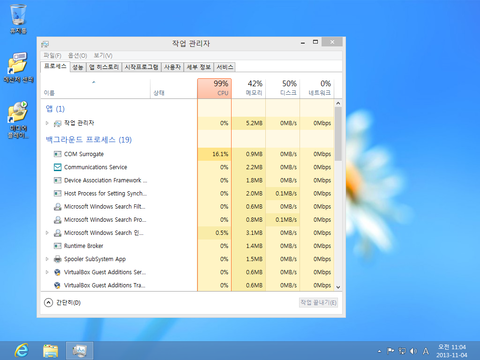 휴지통
작업 관리자
파일(F) 옵션(O) 보기(V)
프로세스 성능 앱 히스토리 시작프로그램 사용자 세부 정보 서비스
99% 42% 50% 0%
이름 상태 CPU 메모리 디스크 네트워크
앱 (1)
작업 관리자 0% 5.2MB 0MB/s 0Mbps
백그라운드 프로세스 (19)
COM Surrogate 16.1% 0.9MB 0MB/s 0Mbps
Communications Service 0% 2.2MB 0MB/s 0Mbps
Device Association Framework ... 0% 1.8MB 0MB/s 0Mbps
Host Process for Setting Synch... 0% 2.0MB 0.1MB/s 0Mbps
Microsoft Windows Search Filt... 0% 0.6MB 0MB/s 0Mbps
Microsoft Windows Search Pro... 0% 0.8MB 0.1MB/s 0Mbps
Microsoft Windows Search 인... 0.5% 3.1MB 0MB/s 0Mbps
Runtime Broker 0% 1.4MB 0MB/s 0Mbps
Spooler SubSystem App 0% 1.5MB 0MB/s 0Mbps
VirtualBox Guest Additions Ser... 0% 0.6MB 0MB/s 0Mbps
VirtualBox Guest Additions Tra... 0% 0.6MB 0MB/s 0Mbps
간단히(D) 작업 끝내기(E)
A 오전 11:04
2013-11-04